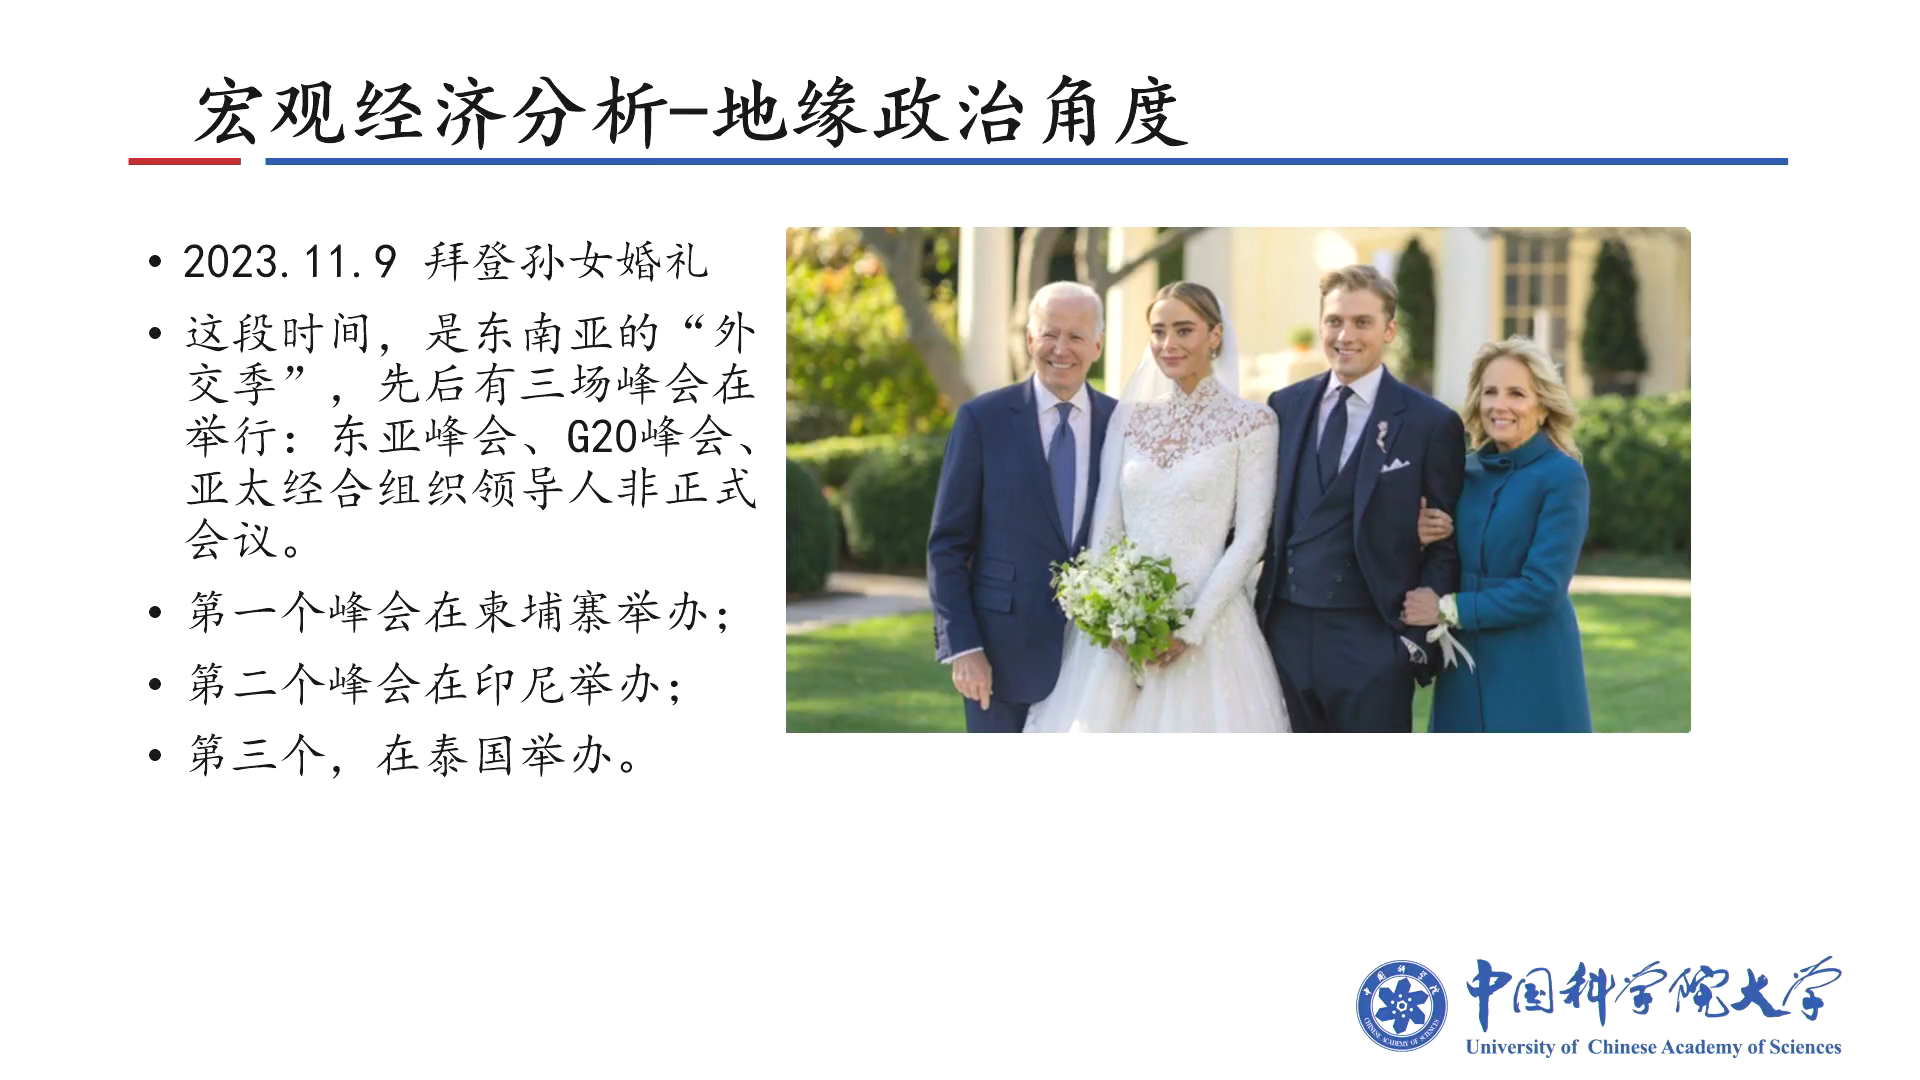 宏观经济分析-地缘政治角度
• 2023.11.9 拜登孙女婚礼
• 这段时间，是东南亚的“外
交季”，先后有三场峰会在
举行：东亚峰会、G20峰会、
亚太经合组织领导人非正式
会议。
• 第一个峰会在柬埔寨举办；
• 第二个峰会在印尼举办；
• 第三个，在泰国举办。
中国科学院大学
University of Chinese Academy of Sciences